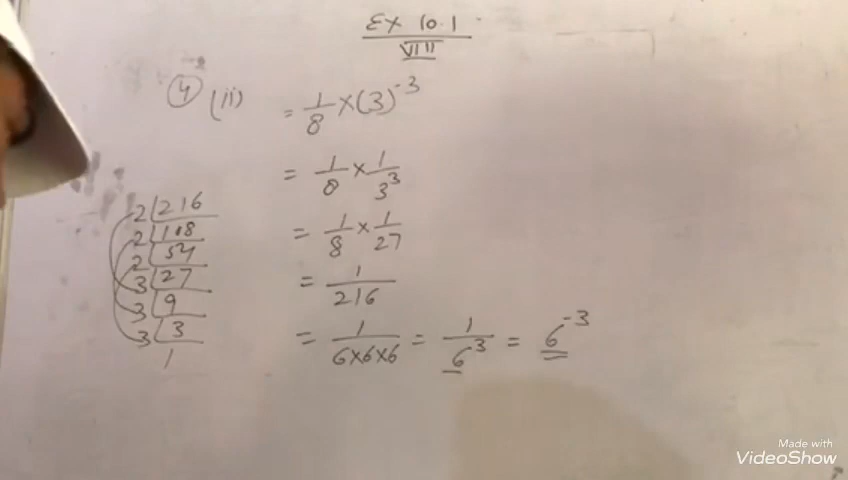 Ex 10.1
VIII
4 (ii) = 1/8 × (3)^-3
= 1/8 × 1/3^3
= 1/8 × 1/27
= 1/216
= 1/6×6×6 = 1/6^3 = 6^-3
2 | 216
2 | 108
2 | 54
3 | 27
3 | 9
3 | 3
1
Made with
VideoShow